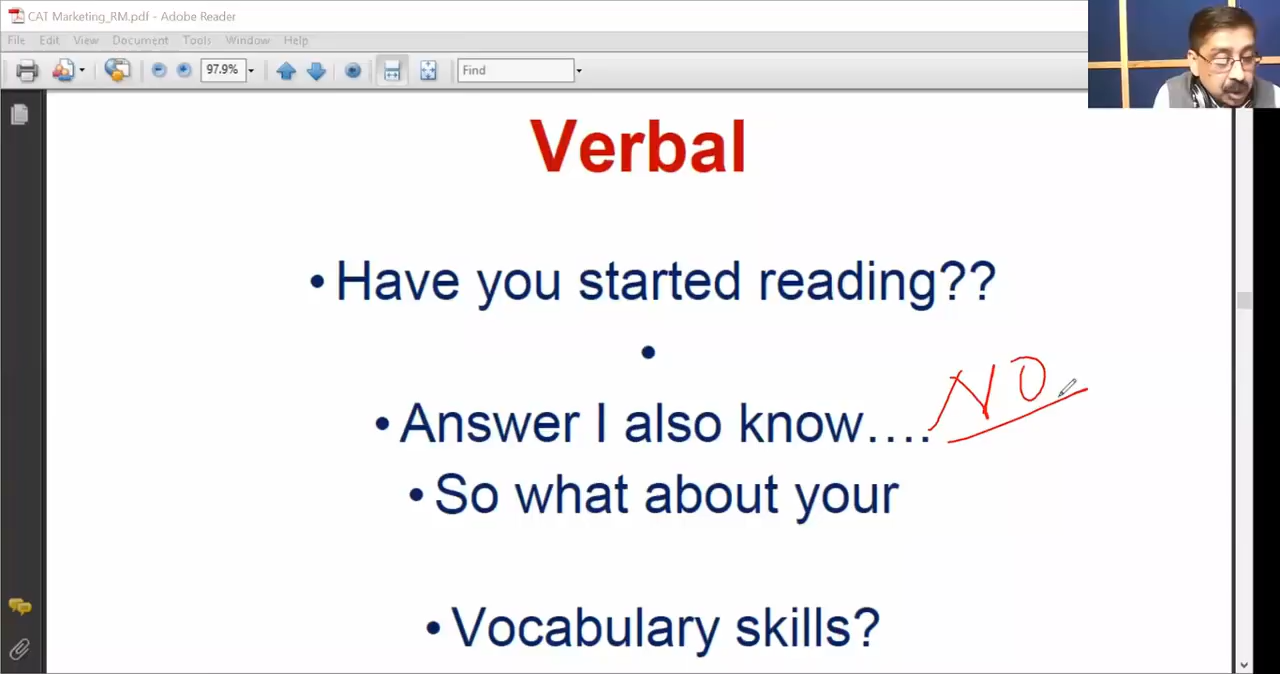 CAT Marketing_RM.pdf - Adobe Reader
File Edit View Document Tools Window Help
97.9% Find
Verbal
• Have you started reading??
•
• Answer I also know.... NO
• So what about your
• Vocabulary skills?